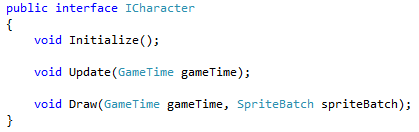 public interface ICharacter
{
    void Initialize();
    void Update(GameTime gameTime);
    void Draw(GameTime gameTime, SpriteBatch spriteBatch);
}